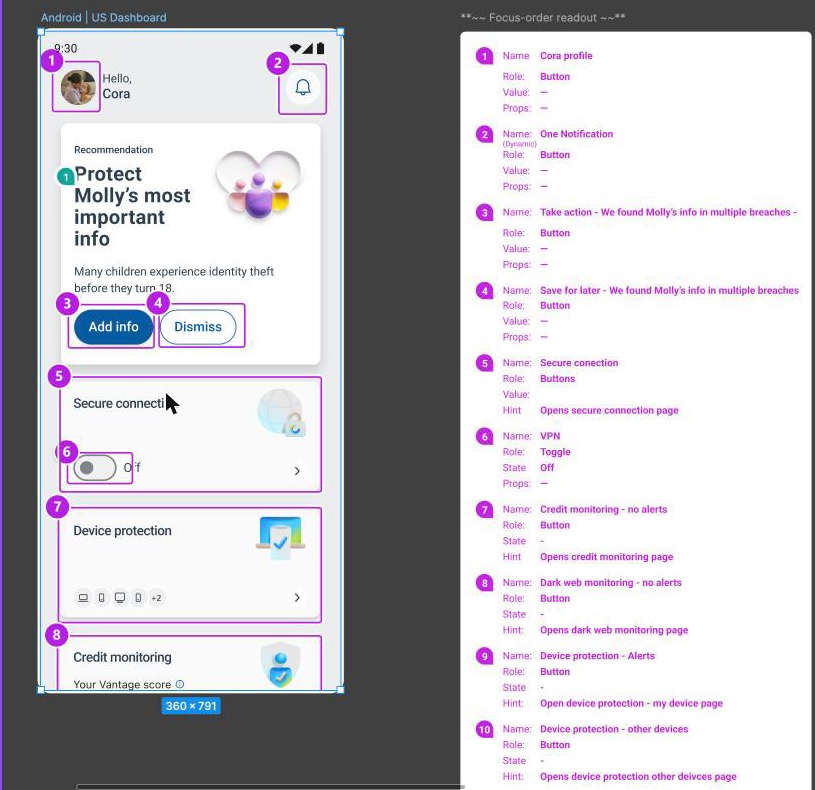 Android | US Dashboard
9:30
1
2
Hello,
Cora
Recommendation
1
Protect
Molly's most
important
info
Many children experience identity theft
before they turn 18.
3
4
Add info
Dismiss
5
Secure connecti
6
Off
7
Device protection
+2
8
Credit monitoring
Your Vantage score
360 × 791
**~~ Focus-order readout ~~**
1 Name Cora profile
Role: Button
Value: —
Props: —
2 Name: One Notification
(Dynamic)
Role: Button
Value: —
Props: —
3 Name: Take action - We found Molly's info in multiple breaches -
Role: Button
Value: —
Props: —
4 Name: Save for later - We found Molly's info in multiple breaches
Role: Button
Value: —
Props: —
5 Name: Secure conection
Role: Buttons
Value:
Hint Opens secure connection page
6 Name: VPN
Role: Toggle
State Off
Props: —
7 Name: Credit monitoring - no alerts
Role: Button
State -
Hint Opens credit monitoring page
8 Name: Dark web monitoring - no alerts
Role: Button
State -
Hint: Opens dark web monitoring page
9 Name: Device protection - Alerts
Role: Button
State -
Hint: Open device protection - my device page
10 Name: Device protection - other devices
Role: Button
State -
Hint: Opens device protection other deivces page